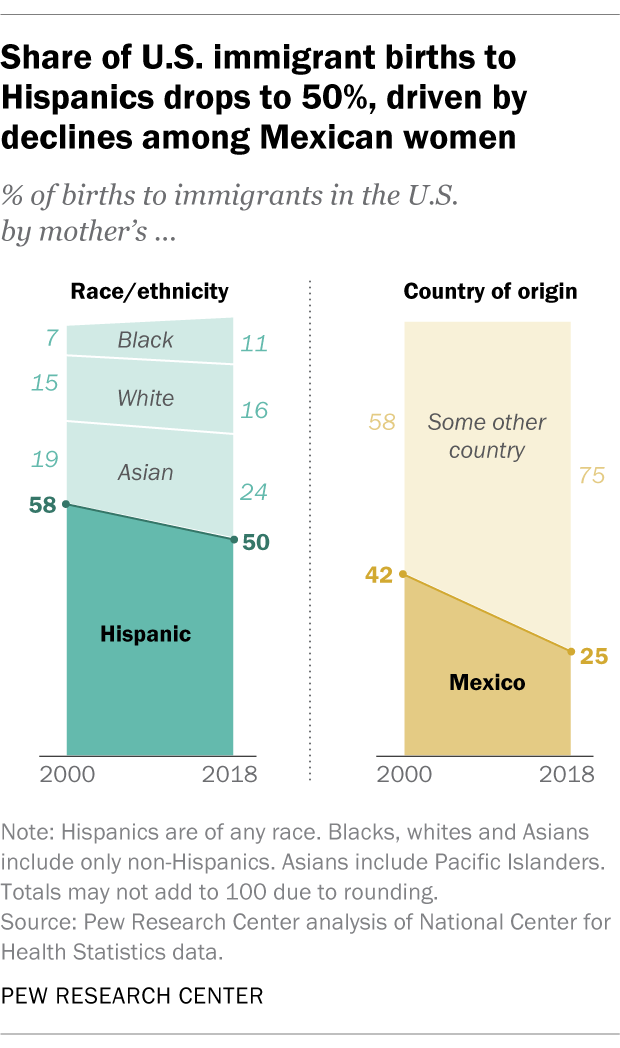 Share of U.S. immigrant births to
Hispanics drops to 50%, driven by
declines among Mexican women
% of births to immigrants in the U.S.
by mother's ...
Race/ethnicity
7
Black
11
15
White
16
19
Asian
24
58
50
Hispanic
2000
2018
Country of origin
58
Some other
country
75
42
25
Mexico
2000
2018
Note: Hispanics are of any race. Blacks, whites and Asians
include only non-Hispanics. Asians include Pacific Islanders.
Totals may not add to 100 due to rounding.
Source: Pew Research Center analysis of National Center for
Health Statistics data.
PEW RESEARCH CENTER